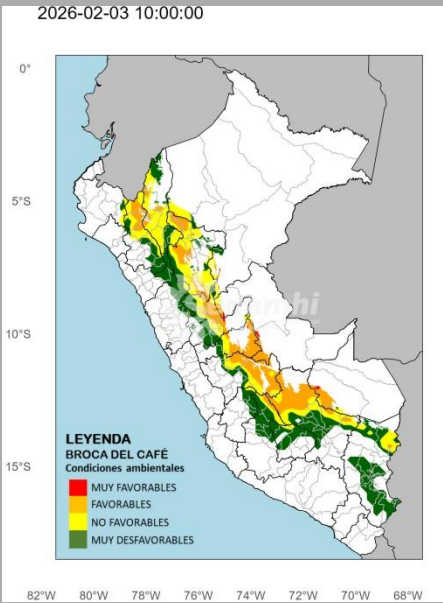 2026-02-03 10:00:00
0°
5°S
10°S
15°S
LEYENDA
BROCA DEL CAFÉ
Condiciones ambientales
MUY FAVORABLES
FAVORABLES
NO FAVORABLES
MUY DESFAVORABLES
82°W 80°W 78°W 76°W 74°W 72°W 70°W 68°W